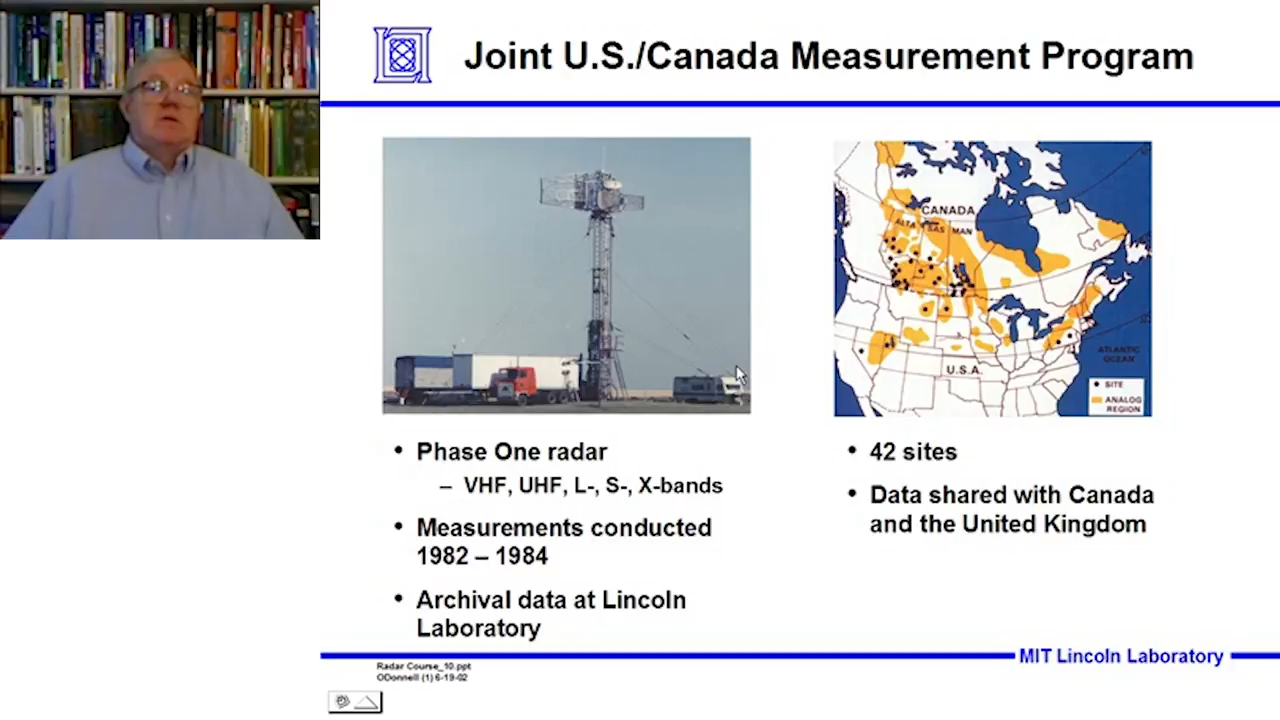 Joint U.S./Canada Measurement Program
CANADA
ALTA
SAS
MAN
ATLANTIC
OCEAN
U.S.A.
SITE
ANALOG
REGION
• Phase One radar
– VHF, UHF, L-, S-, X-bands
• Measurements conducted
1982 – 1984
• Archival data at Lincoln
Laboratory
• 42 sites
• Data shared with Canada
and the United Kingdom
MIT Lincoln Laboratory
Radar Course_10.ppt
ODonnell (1) 6-19-02